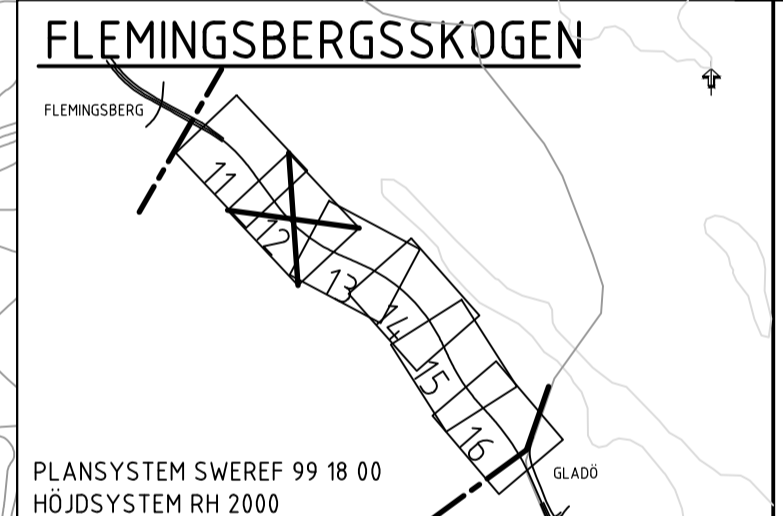 FLEMINGSBERGSSKOGEN
FLEMINGSBERG
11
12
13
14
15
16
GLADÖ
PLANSYSTEM SWEREF 99 18 00
HÖJDSYSTEM RH 2000